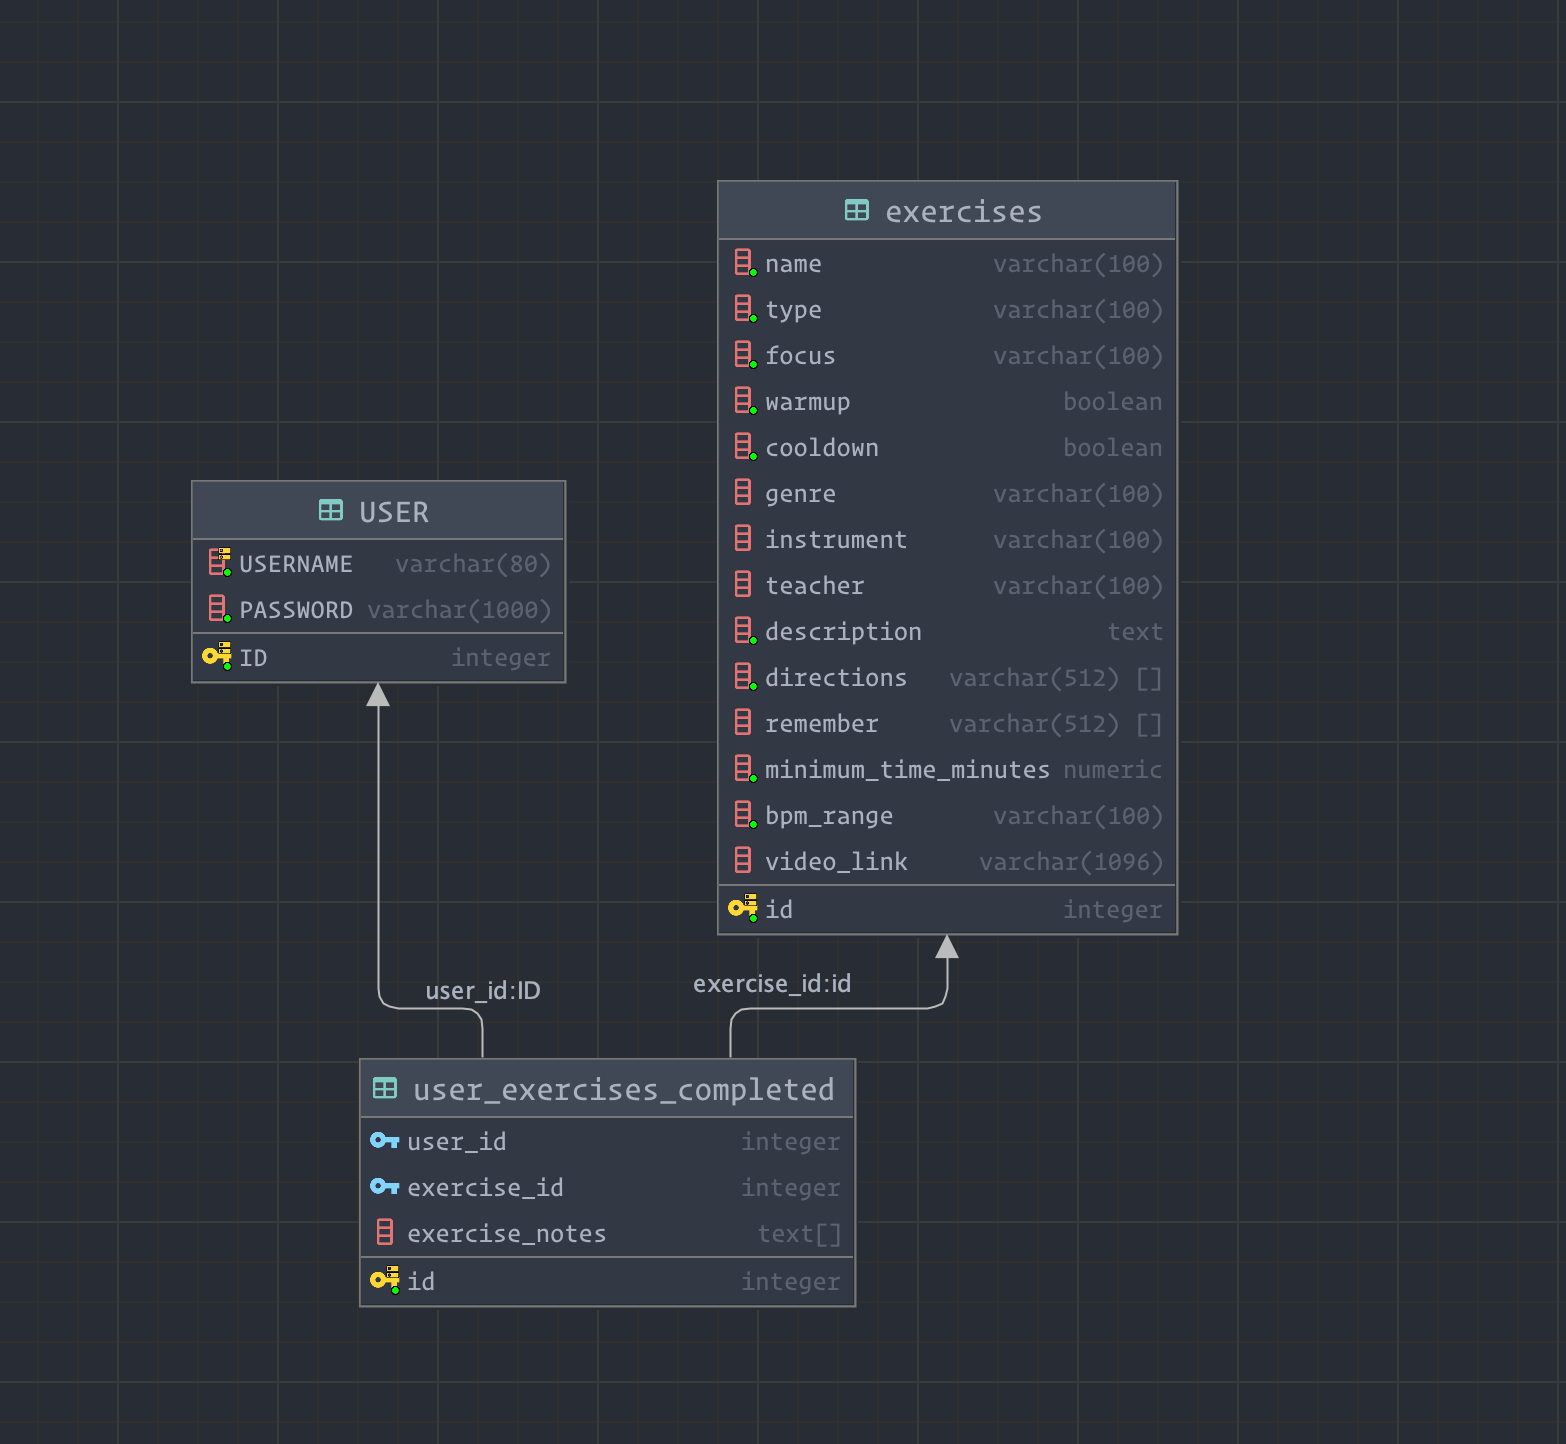 exercises
name varchar(100)
type varchar(100)
focus varchar(100)
warmup boolean
cooldown boolean
genre varchar(100)
instrument varchar(100)
teacher varchar(100)
description text
directions varchar(512) []
remember varchar(512) []
minimum_time_minutes numeric
bpm_range varchar(100)
video_link varchar(1096)
id integer
USER
USERNAME varchar(80)
PASSWORD varchar(1000)
ID integer
user_id:ID
exercise_id:id
user_exercises_completed
user_id integer
exercise_id integer
exercise_notes text[]
id integer